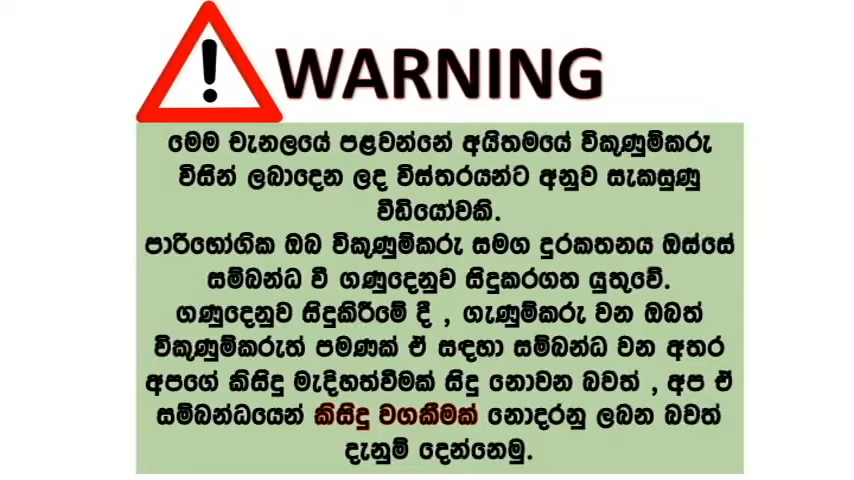 WARNING
මෙම චැනලයේ පළවන්නේ අයිතමයේ විකුණුම්කරු
විසින් ලබාදෙන ලද විස්තරයන්ට අනුව සැකසුණු
වීඩියෝවකි.
පාරිභෝගික ඔබ විකුණුම්කරු සමග දුරකතනය ඔස්සේ
සම්බන්ධ වී ගණුදෙනුව සිදුකරගත යුතුවේ.
ගණුදෙනුව සිදුකිරීමේ දී , ගැණුම්කරු වන ඔබත්
විකුණුම්කරුත් පමණක් ඒ සඳහා සම්බන්ධ වන අතර
අපගේ කිසිදු මැදිහත්වීමක් සිදු නොවන බවත් , අප ඒ
සම්බන්ධයෙන් කිසිදු වගකීමක් නොදරනු ලබන බවත්
දැනුම් දෙන්නෙමු.